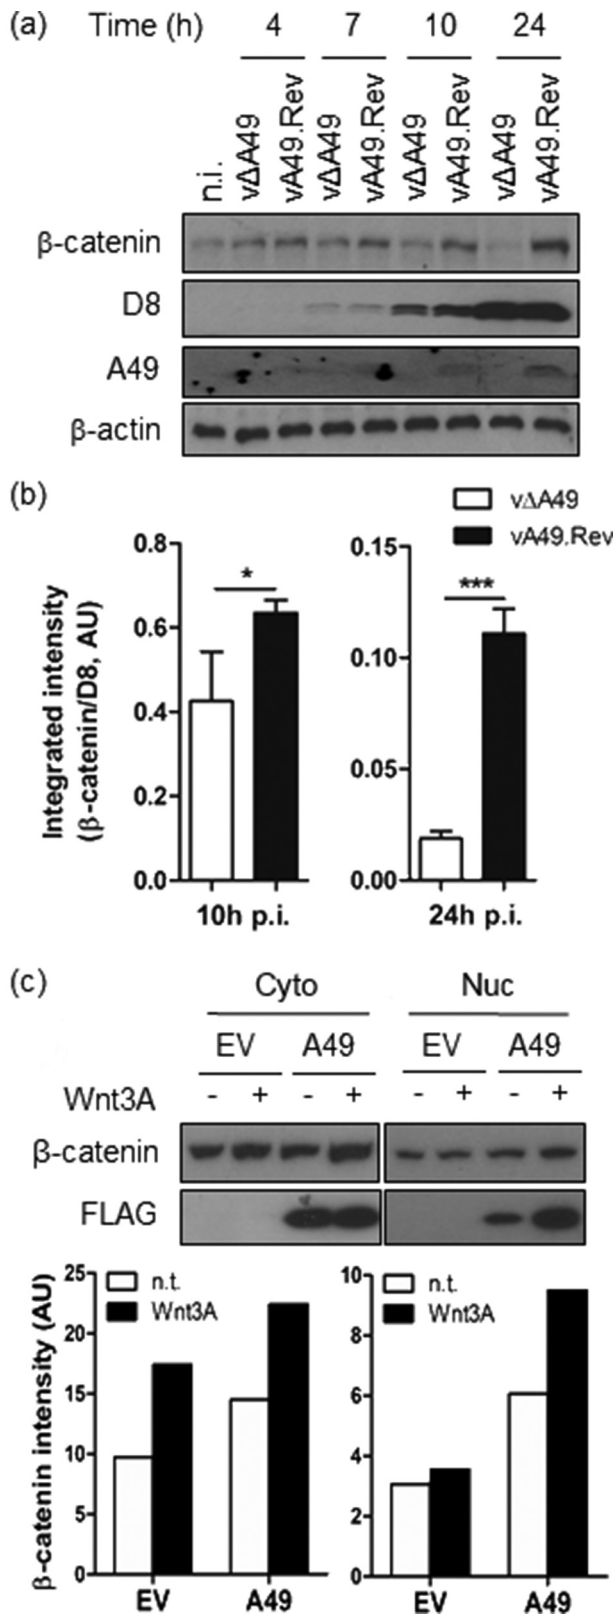 (a) Time (h) 4 7 10 24
n.i. vΔA49 vA49.Rev vΔA49 vA49.Rev vΔA49 vA49.Rev vΔA49 vA49.Rev
β-catenin
D8
A49
β-actin
(b)
vΔA49
vA49.Rev
Integrated intensity
(β-catenin/D8, AU)
0.8
0.6
0.4
0.2
0.0
*
10h p.i.
0.15
0.10
0.05
0.00
***
24h p.i.
(c)
Cyto Nuc
EV A49 EV A49
Wnt3A - + - + - + - +
β-catenin
FLAG
β-catenin intensity (AU)
25
20
15
10
5
0
n.t.
Wnt3A
EV A49
10
8
6
4
2
0
n.t.
Wnt3A
EV A49